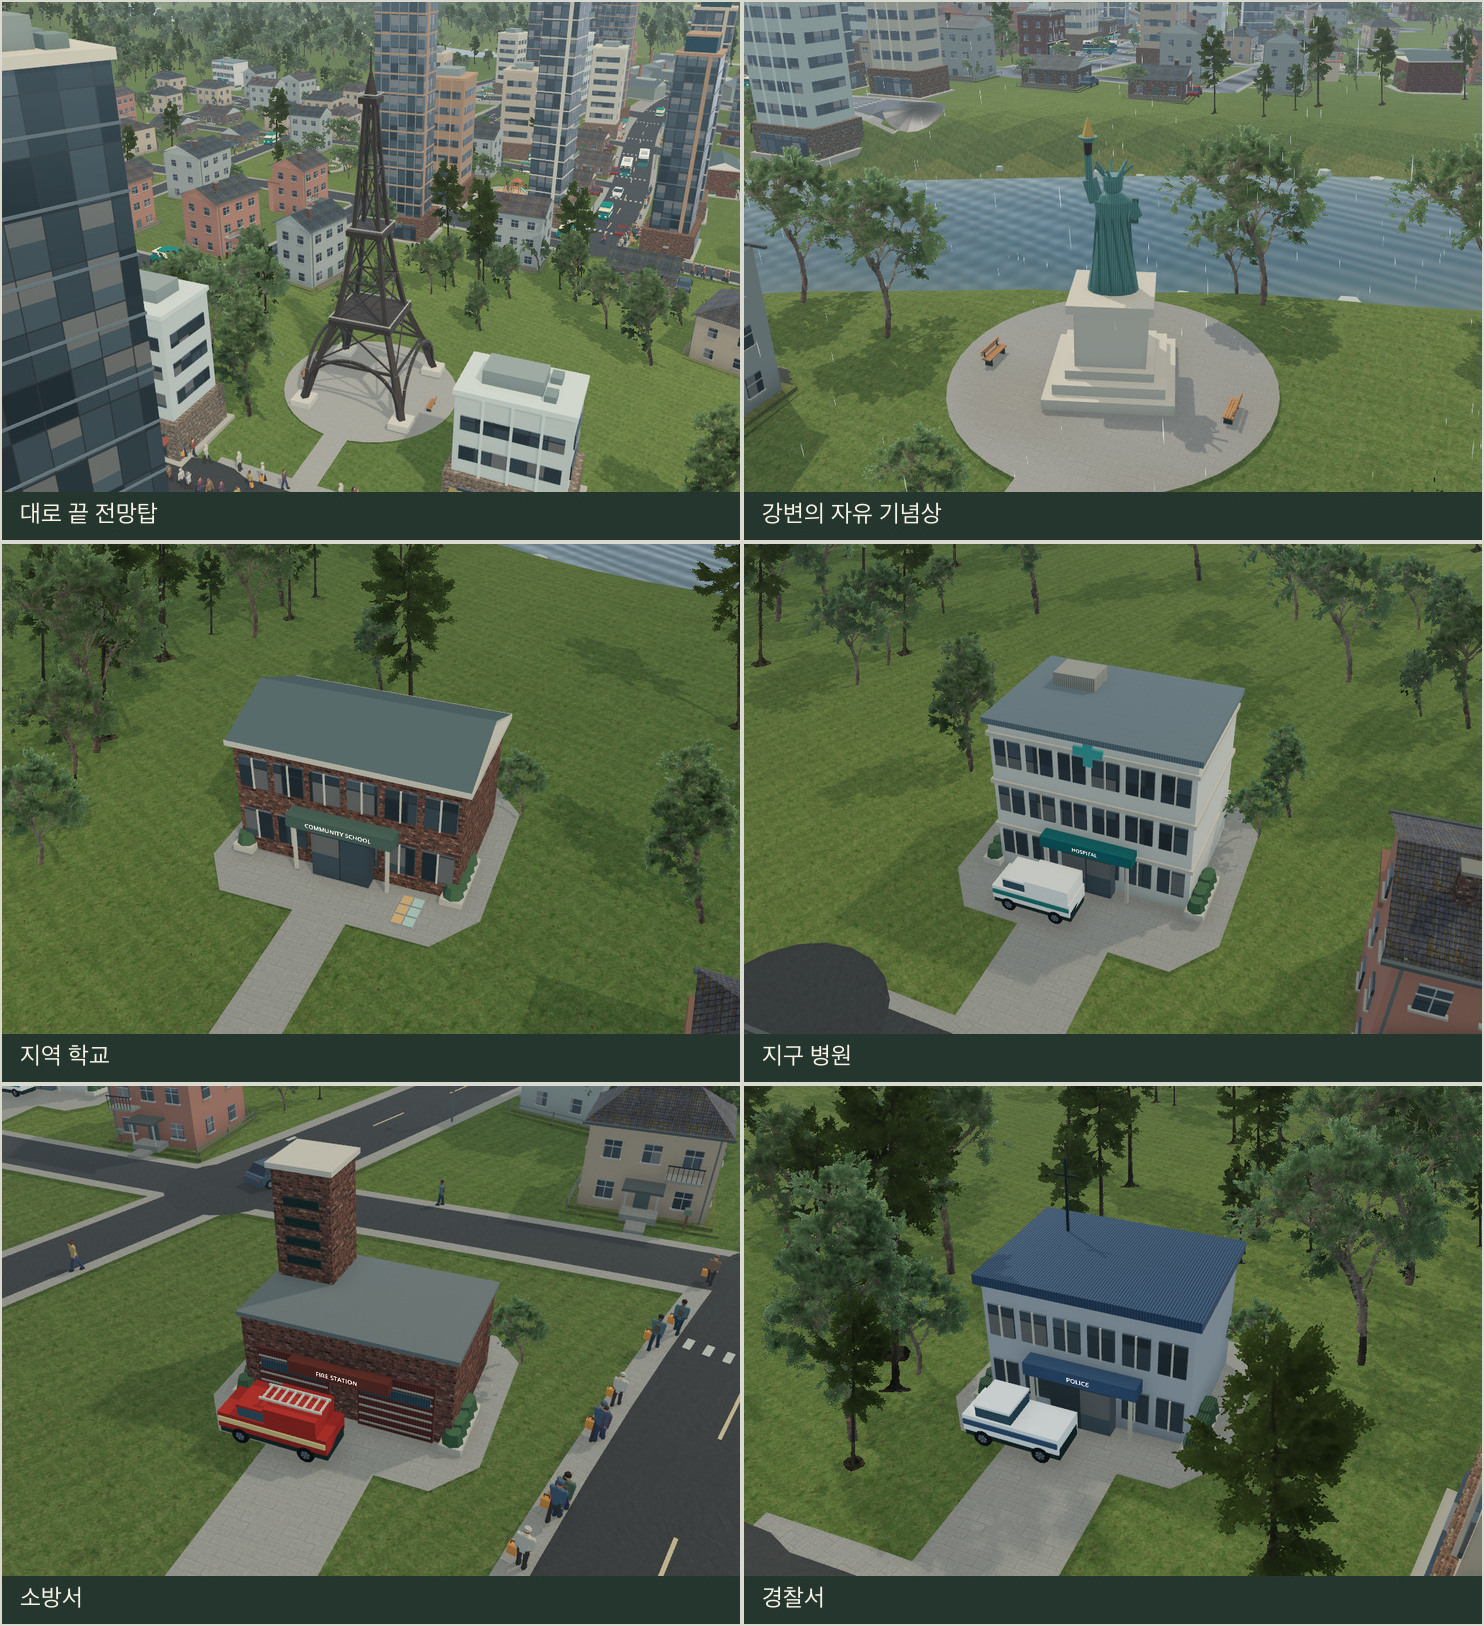 대로 끝 전망탑
강변의 자유 기념상
COMMUNITY SCHOOL
지역 학교
HOSPITAL
지구 병원
FIRE STATION
소방서
POLICE
경찰서